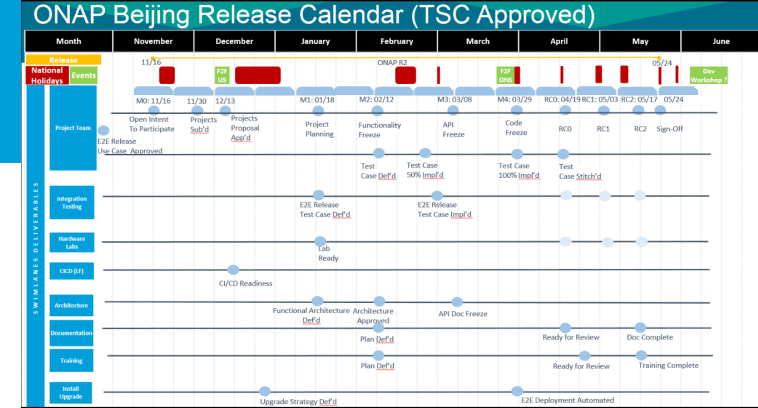 ONAP Beijing Release Calendar (TSC Approved)
Month November December January February March April May June
Release
11/16 ONAP R2 05/24
National
Holidays
Events
F2F
US
F2F
ONS
Dev
Workshop ?
M0: 11/16 11/30 12/13 M1: 01/18 M2: 02/12 M3: 03/08 M4: 03/29 RC0: 04/19 RC1: 05/03 RC2: 05/17 05/24
SWIMLANES DELIVERABLES
Project Team
E2E Release
Use Case Approved
Open Intent
To Participate
Projects
Sub'd
Projects
Proposal
App'd
Project
Planning
Functionality
Freeze
API
Freeze
Code
Freeze
RC0
RC1
RC2
Sign-Off
Test
Case Def'd
Test Case
50% Impl'd
Test Case
100% Impl'd
Test
Case Stitch'd
Integration
Testing
E2E Release
Test Case Def'd
E2E Release
Test Case Impl'd
Hardware
Labs
Lab
Ready
CICD (LF)
CI/CD Readiness
Architecture
Functional Architecture
Def'd
Architecture
Approved
API Doc Freeze
Documentation
Plan Def'd
Ready for Review
Doc Complete
Training
Plan Def'd
Ready for Review
Training Complete
Install
Upgrade
Upgrade Strategy Def'd
E2E Deployment Automated